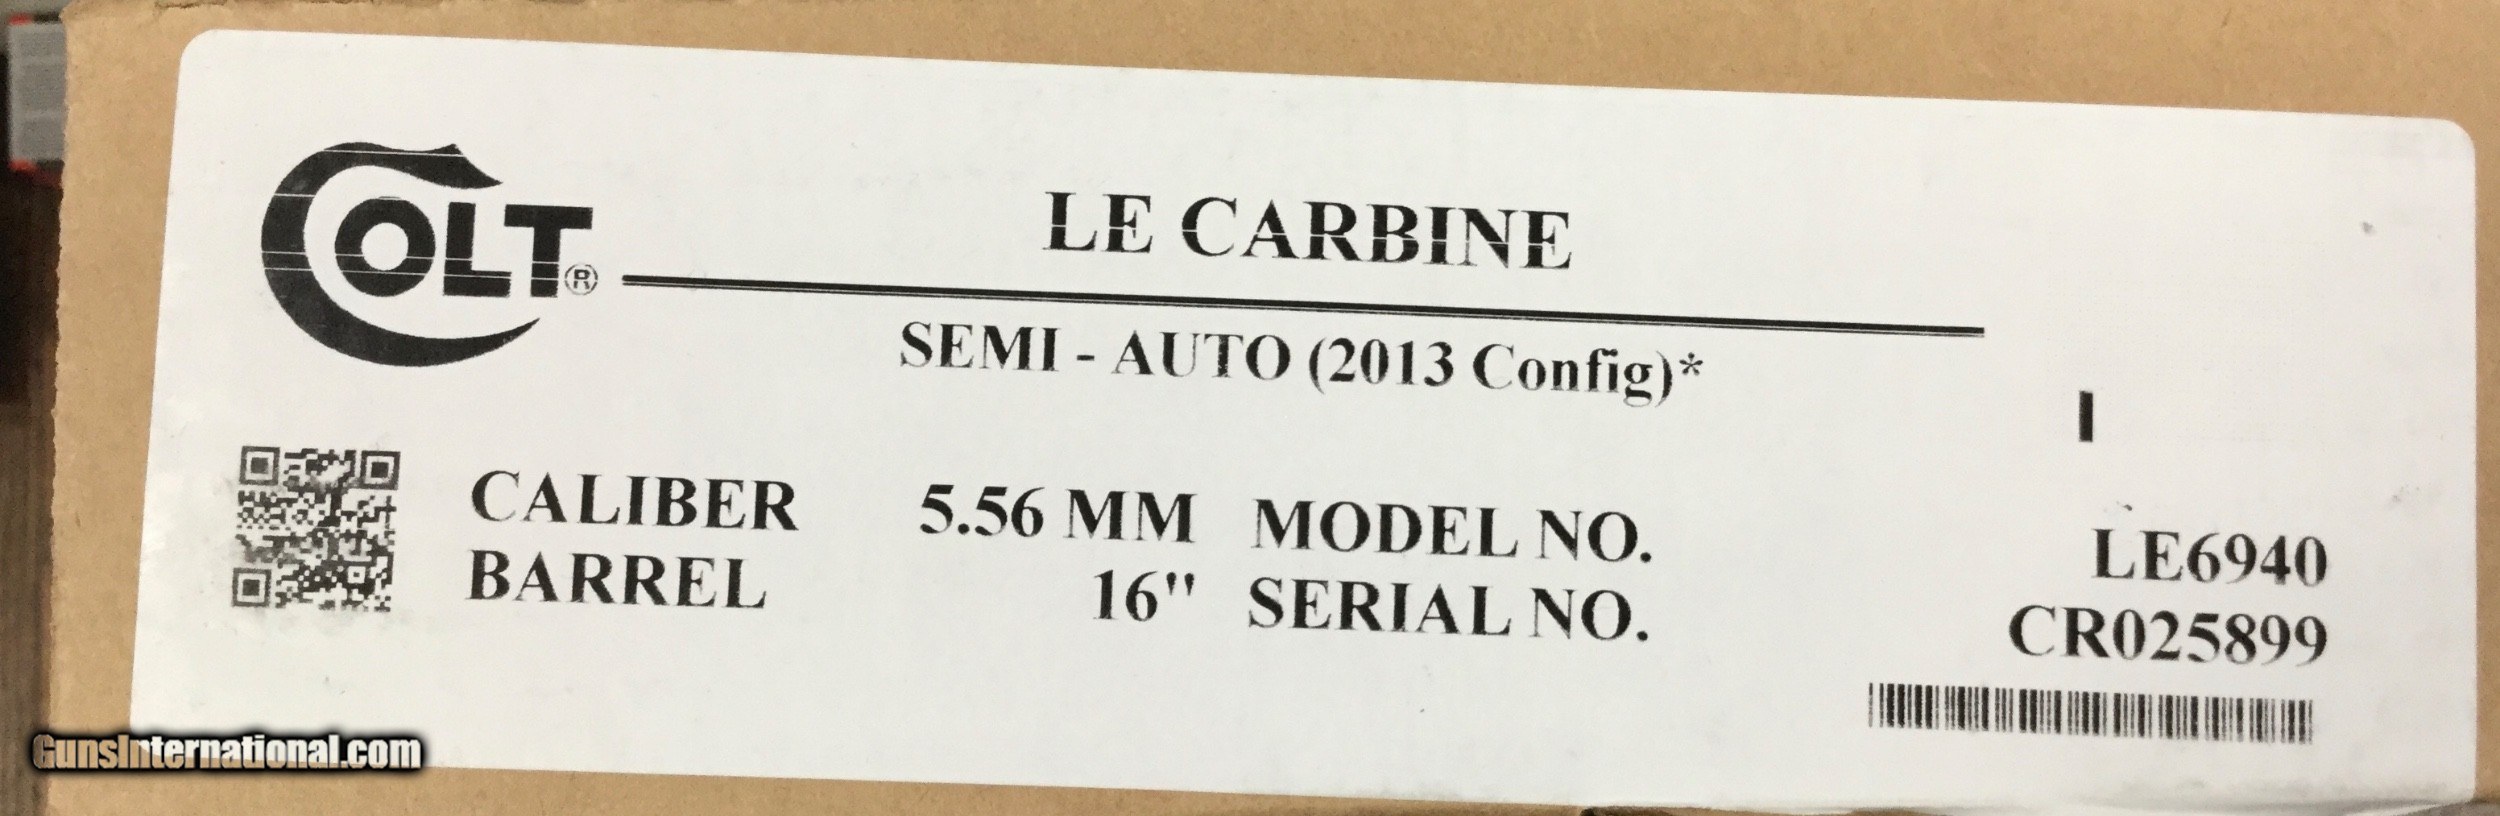 COLT®
LE CARBINE
SEMI - AUTO (2013 Config)*
I
CALIBER 5.56 MM MODEL NO. LE6940
BARREL 16" SERIAL NO. CR025899
GunsInternational.com